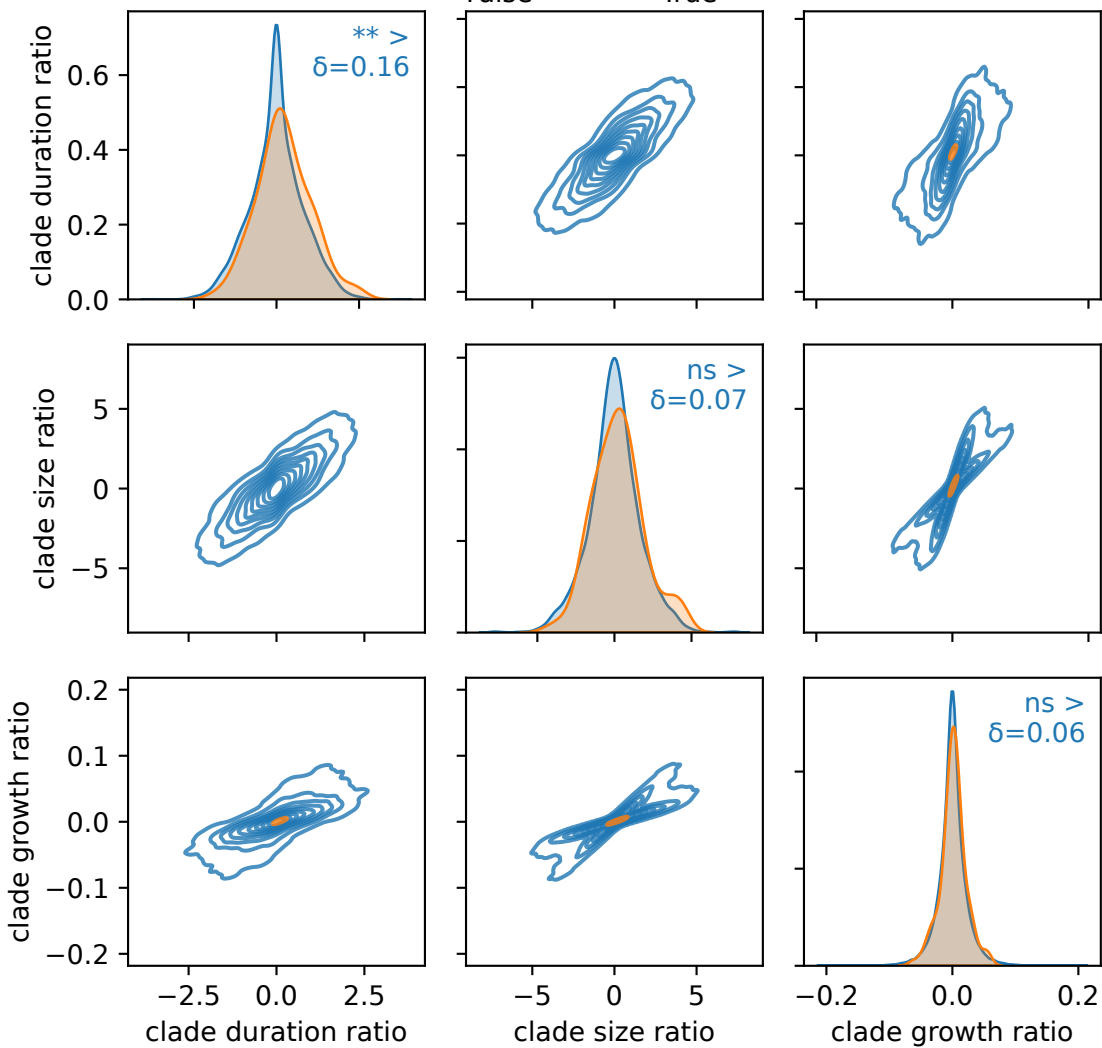 True
** >
δ=0.16
0.6
0.4
0.2
0.0
clade duration ratio
ns >
δ=0.07
5
0
−5
clade size ratio
ns >
δ=0.06
0.2
0.1
0.0
−0.1
−0.2
clade growth ratio
−2.5 0.0 2.5
−5 0 5
−0.2 0.0 0.2
clade duration ratio
clade size ratio
clade growth ratio